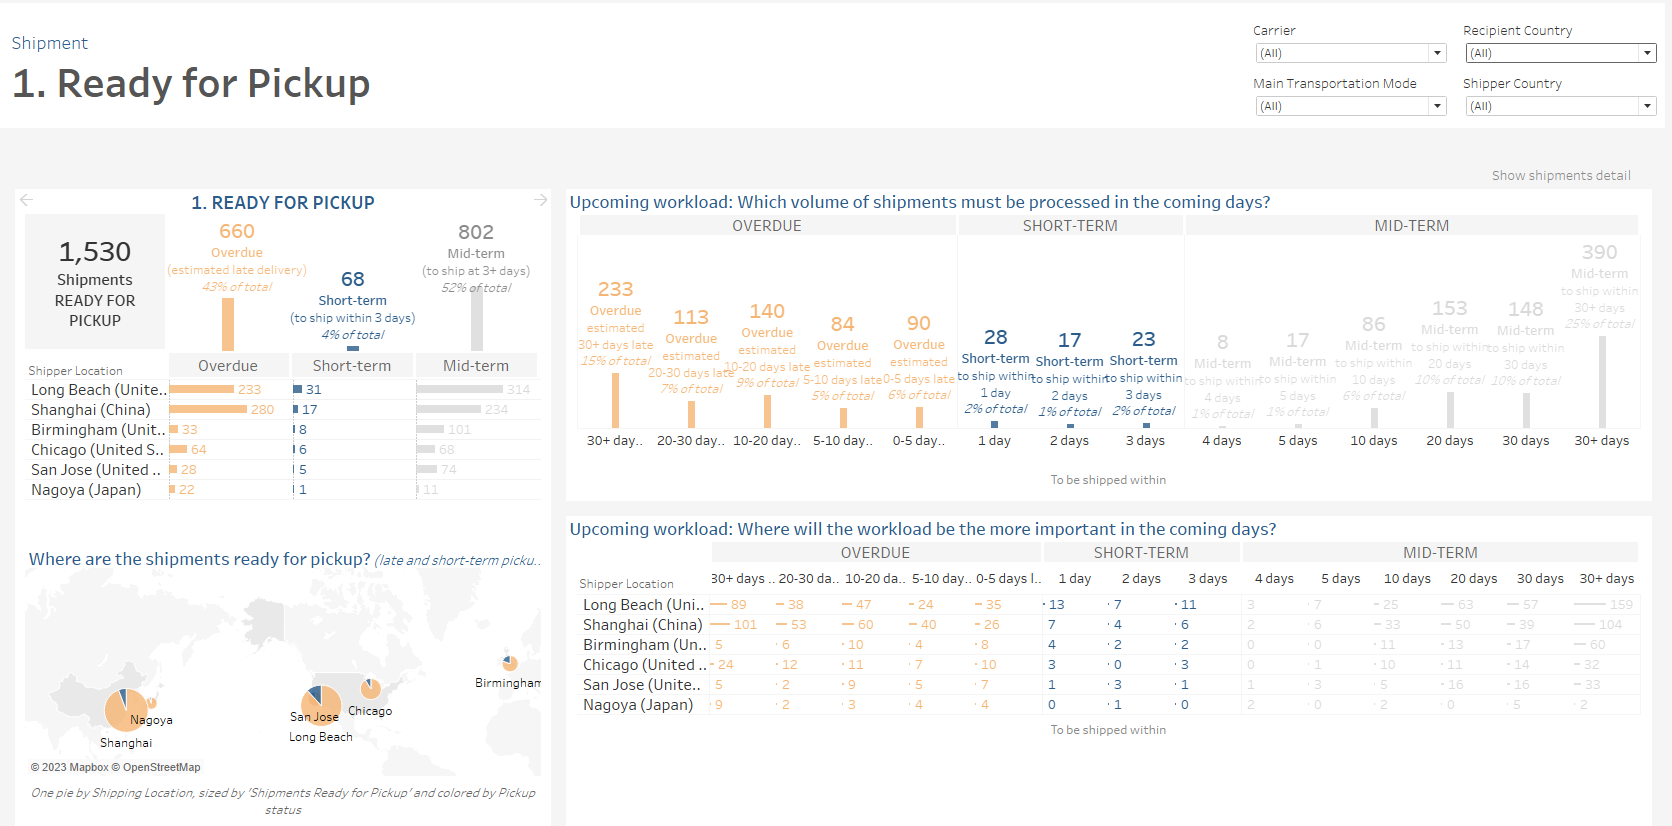 Shipment
1. Ready for Pickup
Carrier
(All)
Recipient Country
(All)
Main Transportation Mode
(All)
Shipper Country
(All)
Show shipments detail
1. READY FOR PICKUP
1,530
Shipments
READY FOR
PICKUP
660
Overdue
(estimated late delivery)
43% of total
68
Short-term
(to ship within 3 days)
4% of total
802
Mid-term
(to ship at 3+ days)
52% of total
Shipper Location Overdue Short-term Mid-term
Long Beach (Unite.. 233 31 314
Shanghai (China) 280 17 234
Birmingham (Unit.. 33 8 101
Chicago (United S.. 64 6 68
San Jose (United .. 28 5 74
Nagoya (Japan) 22 1 11
Where are the shipments ready for pickup? (late and short-term picku..
Birmingham
Nagoya
Shanghai
San Jose
Chicago
Long Beach
© 2023 Mapbox © OpenStreetMap
One pie by Shipping Location, sized by 'Shipments Ready for Pickup' and colored by Pickup
status
Upcoming workload: Which volume of shipments must be processed in the coming days?
OVERDUE SHORT-TERM MID-TERM
233
Overdue
estimated
30+ days late
15% of total
113
Overdue
estimated
20-30 days late
7% of total
140
Overdue
estimated
10-20 days late
9% of total
84
Overdue
estimated
5-10 days late
5% of total
90
Overdue
estimated
0-5 days late
6% of total
28
Short-term
to ship within
1 day
2% of total
17
Short-term
to ship within
2 days
1% of total
23
Short-term
to ship within
3 days
2% of total
8
Mid-term
to ship within
4 days
1% of total
17
Mid-term
to ship within
5 days
1% of total
86
Mid-term
to ship within
10 days
6% of total
153
Mid-term
to ship within
20 days
10% of total
148
Mid-term
to ship within
30 days
10% of total
390
Mid-term
to ship within
30+ days
25% of total
30+ day.. 20-30 day.. 10-20 day.. 5-10 day.. 0-5 day.. 1 day 2 days 3 days 4 days 5 days 10 days 20 days 30 days 30+ days
To be shipped within
Upcoming workload: Where will the workload be the more important in the coming days?
OVERDUE SHORT-TERM MID-TERM
Shipper Location 30+ days .. 20-30 da.. 10-20 da.. 5-10 day.. 0-5 days l.. 1 day 2 days 3 days 4 days 5 days 10 days 20 days 30 days 30+ days
Long Beach (Uni.. 89 38 47 24 35 13 7 11 3 7 25 63 57 159
Shanghai (China) 101 53 60 40 26 7 4 6 2 6 33 50 39 104
Birmingham (Un.. 5 6 10 4 8 4 2 2 0 0 11 13 17 60
Chicago (United .. 24 12 11 7 10 3 0 3 0 1 10 11 14 32
San Jose (Unite.. 5 2 9 5 7 1 3 1 1 3 5 16 16 33
Nagoya (Japan) 9 2 3 4 4 0 1 0 2 0 2 0 5 2
To be shipped within